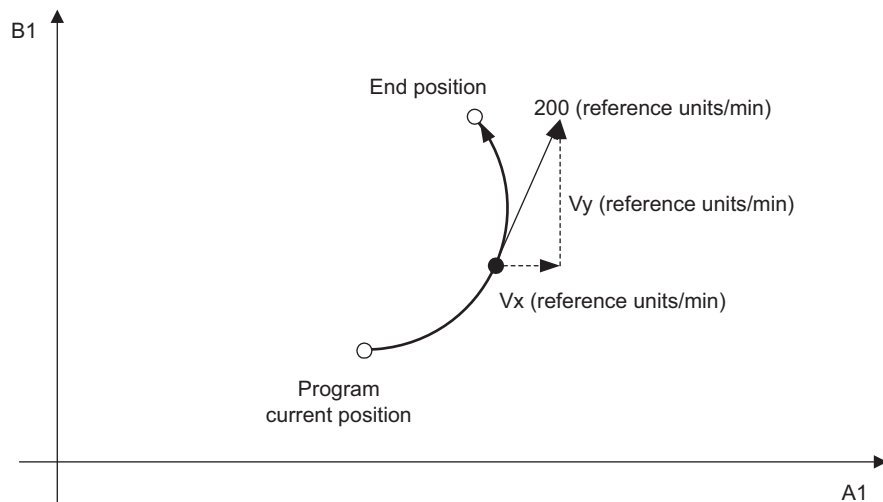 B1
End position
200 (reference units/min)
Vy (reference units/min)
Vx (reference units/min)
Program
current position
A1